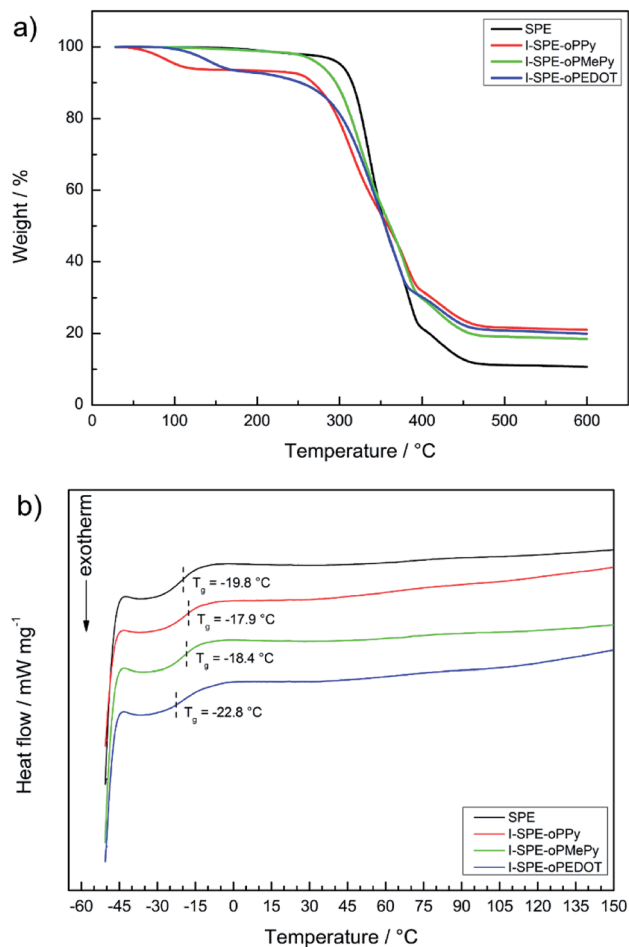 a)
SPE
I-SPE-oPPy
I-SPE-oPMePy
I-SPE-oPEDOT
100
80
60
40
20
0
Weight / %
0 100 200 300 400 500 600
Temperature / °C
b)
exotherm
Tg = -19.8 °C
Tg = -17.9 °C
Tg = -18.4 °C
Tg = -22.8 °C
Heat flow / mW mg⁻¹
SPE
I-SPE-oPPy
I-SPE-oPMePy
I-SPE-oPEDOT
-60 -45 -30 -15 0 15 30 45 60 75 90 105 120 135 150
Temperature / °C